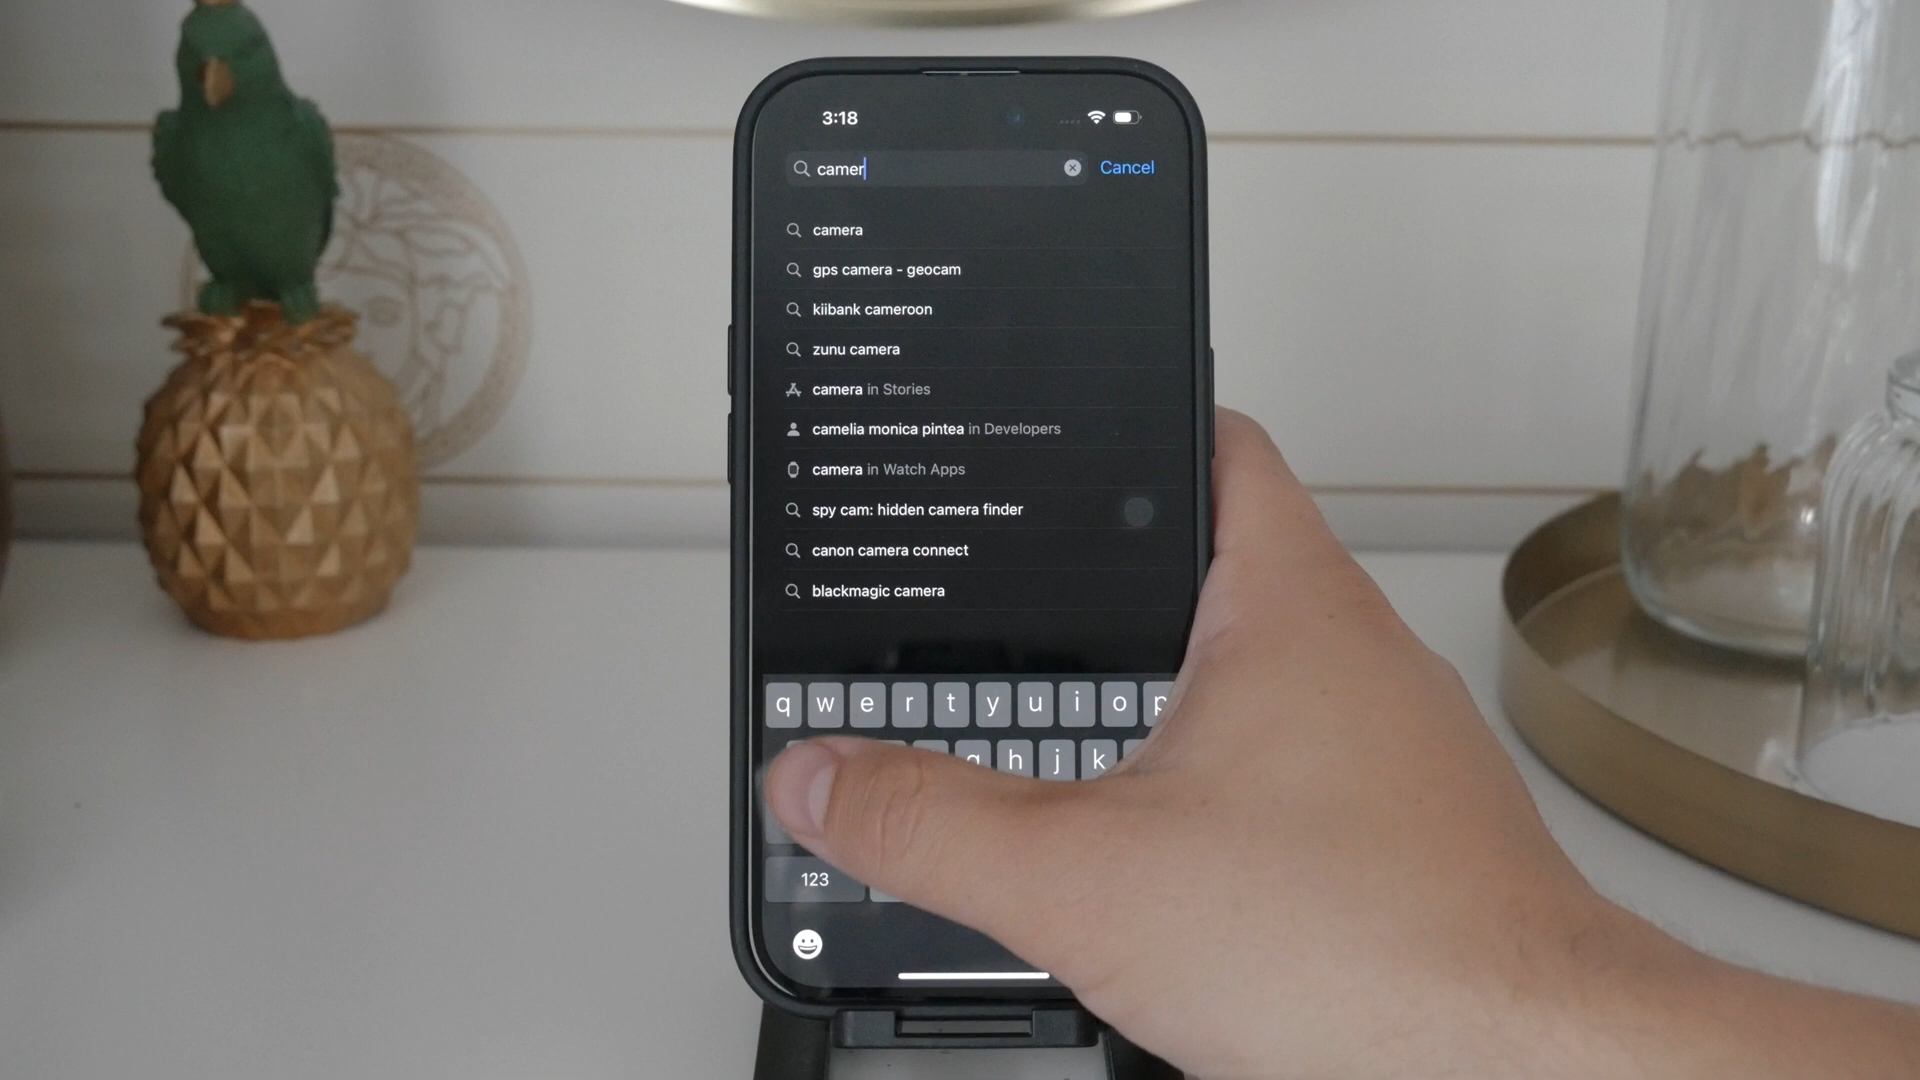 3:18
camer
Cancel
camera
gps camera - geocam
kiibank cameroon
zunu camera
camera in Stories
camelia monica pintea in Developers
camera in Watch Apps
spy cam: hidden camera finder
canon camera connect
blackmagic camera
q w e r t y u i o p
g h j k
123